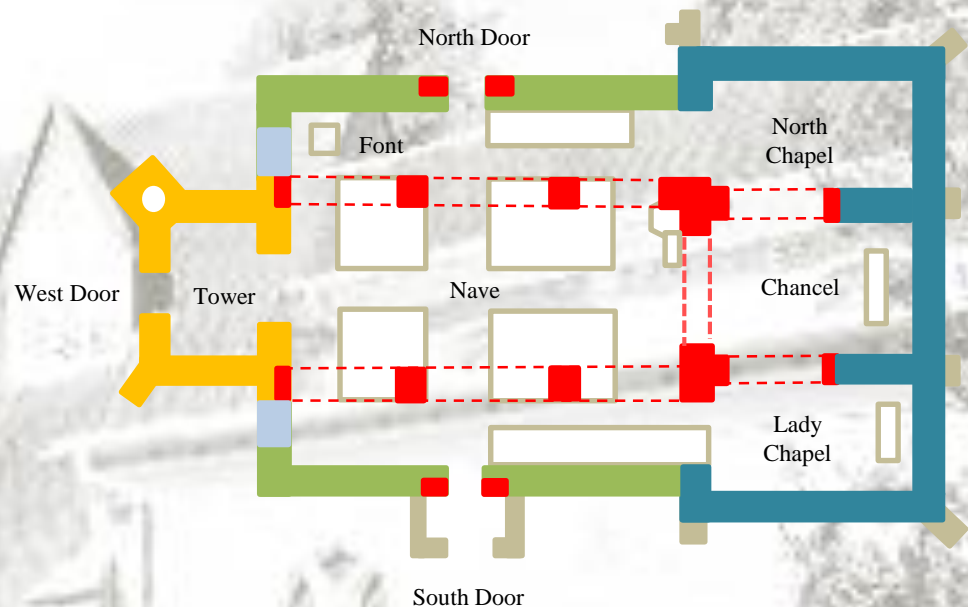 North Door
North
Chapel
Font
West Door
Tower
Nave
Chancel
Lady
Chapel
South Door